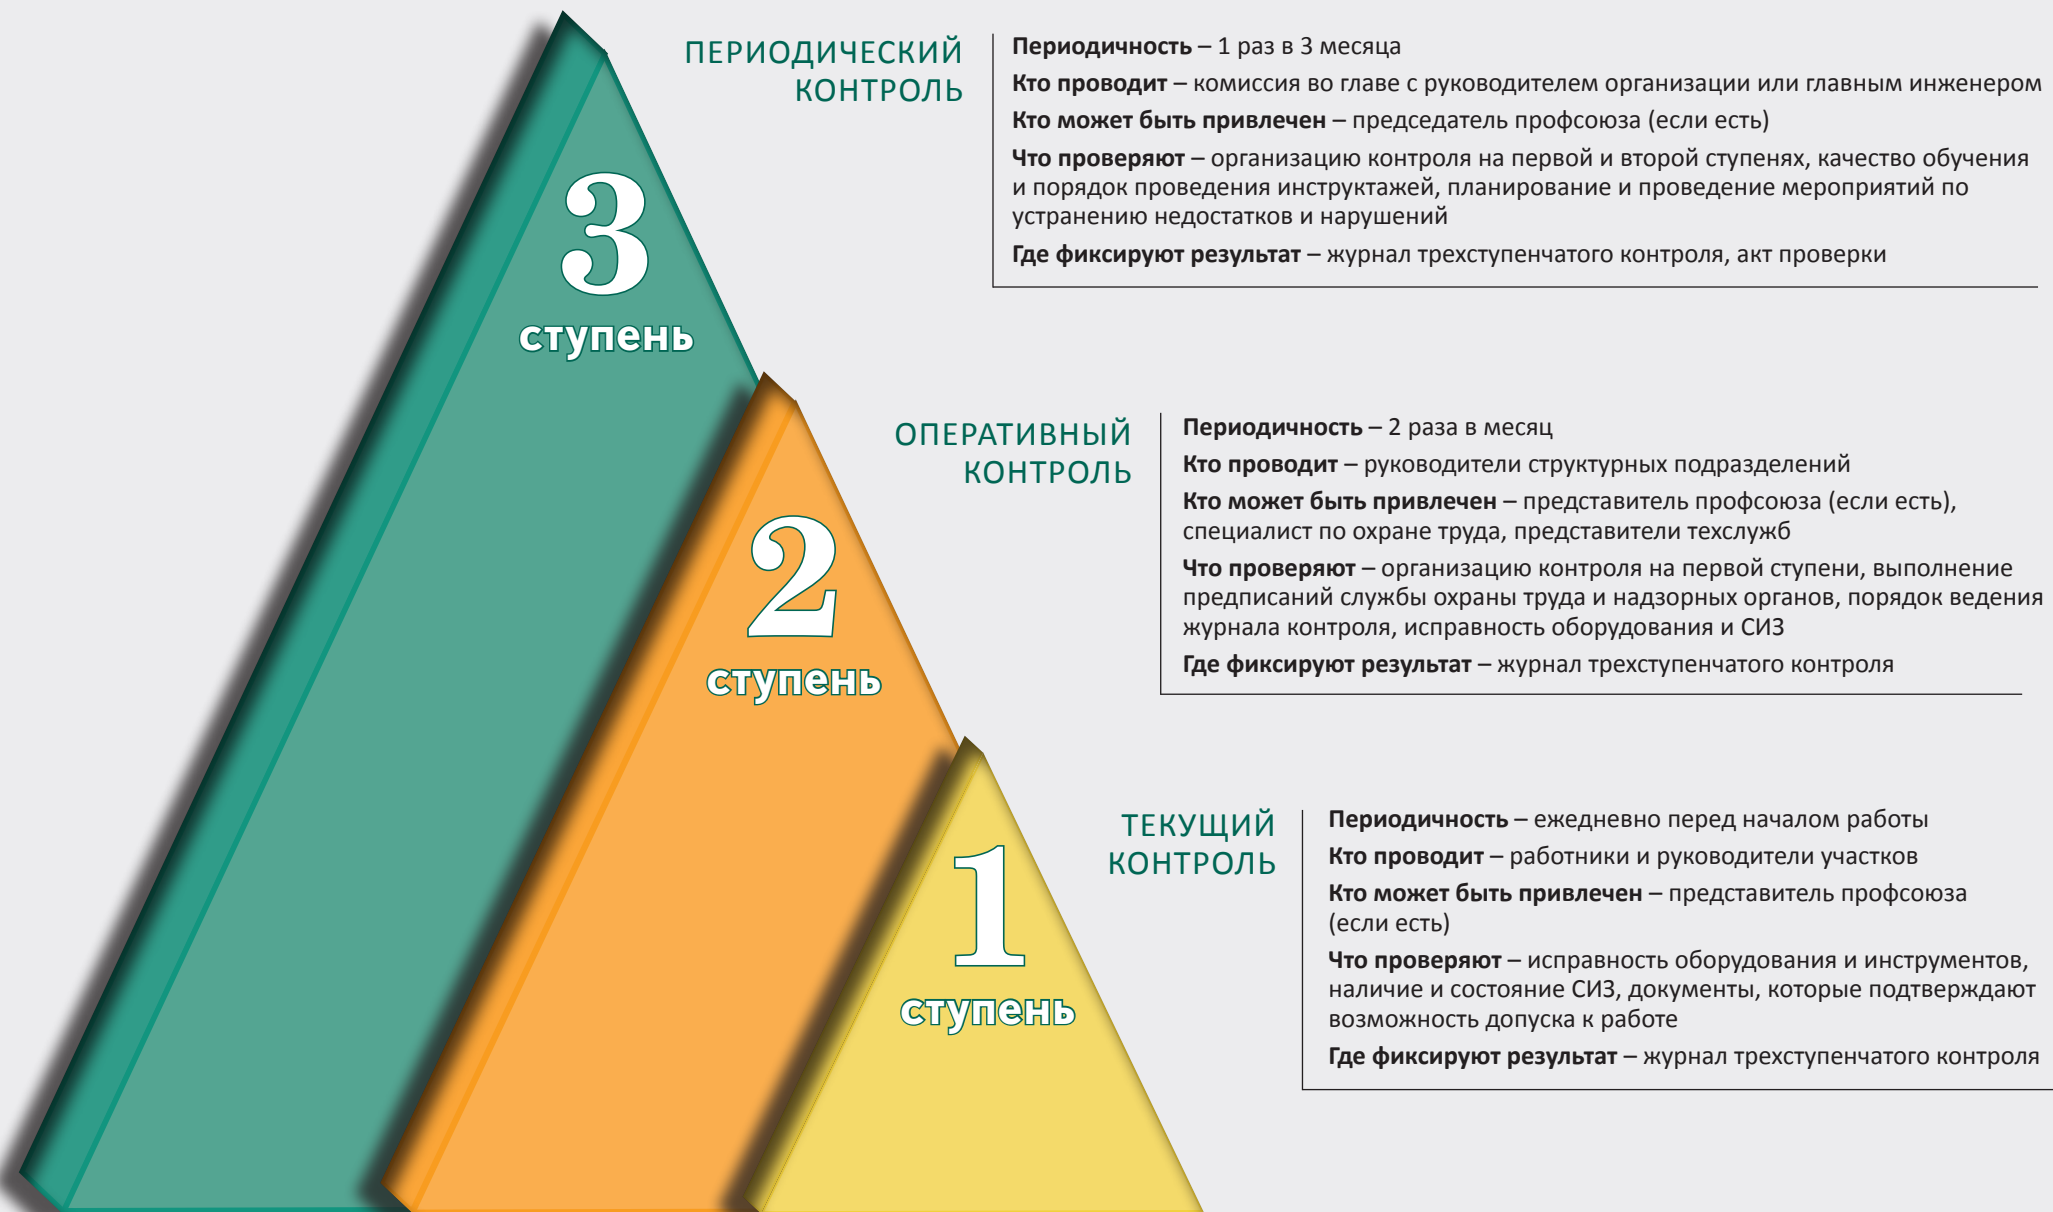 ПЕРИОДИЧЕСКИЙ
КОНТРОЛЬ
Периодичность – 1 раз в 3 месяца
Кто проводит – комиссия во главе с руководителем организации или главным инженером
Кто может быть привлечен – председатель профсоюза (если есть)
Что проверяют – организацию контроля на первой и второй ступенях, качество обучения
и порядок проведения инструктажей, планирование и проведение мероприятий по
устранению недостатков и нарушений
Где фиксируют результат – журнал трехступенчатого контроля, акт проверки
3
ступень
ОПЕРАТИВНЫЙ
КОНТРОЛЬ
Периодичность – 2 раза в месяц
Кто проводит – руководители структурных подразделений
Кто может быть привлечен – представитель профсоюза (если есть),
специалист по охране труда, представители техслужб
Что проверяют – организацию контроля на первой ступени, выполнение
предписаний службы охраны труда и надзорных органов, порядок ведения
журнала контроля, исправность оборудования и СИЗ
Где фиксируют результат – журнал трехступенчатого контроля
2
ступень
ТЕКУЩИЙ
КОНТРОЛЬ
Периодичность – ежедневно перед началом работы
Кто проводит – работники и руководители участков
Кто может быть привлечен – представитель профсоюза
(если есть)
Что проверяют – исправность оборудования и инструментов,
наличие и состояние СИЗ, документы, которые подтверждают
возможность допуска к работе
Где фиксируют результат – журнал трехступенчатого контроля
1
ступень